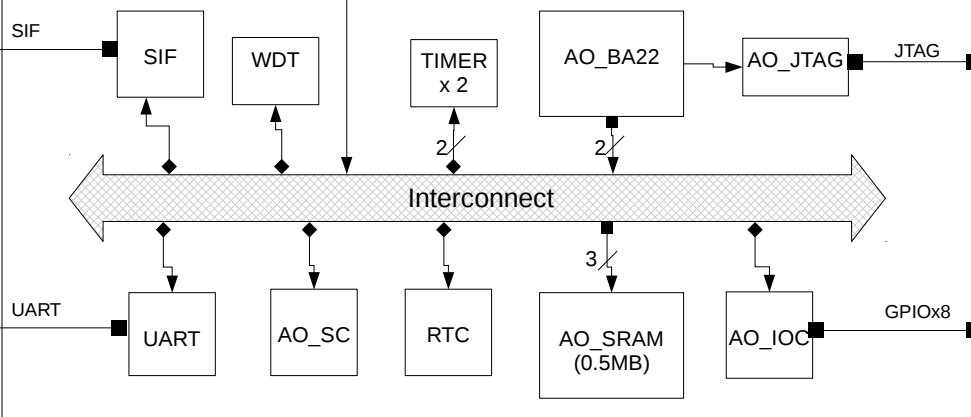 SIF
SIF
WDT
TIMER
x 2
AO_BA22
AO_JTAG
JTAG
2
2
Interconnect
3
UART
UART
AO_SC
RTC
AO_SRAM
(0.5MB)
AO_IOC
GPIOx8